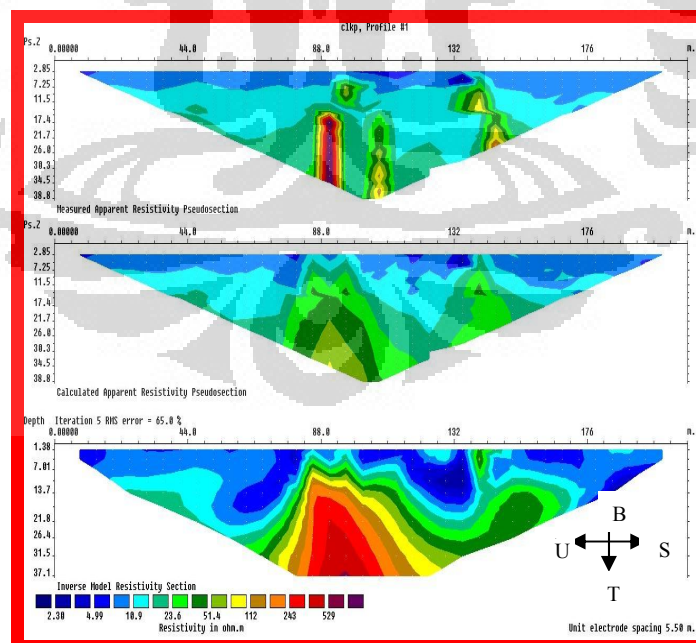 clkp, Profile #1
Ps.Z 0.00000 44.0 88.0 132 176 m.
2.85
7.25
11.5
17.4
21.7
26.0
30.3
34.5
38.8
Measured Apparent Resistivity Pseudosection
Ps.Z 0.00000 44.0 88.0 132 176 m.
2.85
7.25
11.5
17.4
21.7
26.0
30.3
34.5
38.8
Calculated Apparent Resistivity Pseudosection
Depth Iteration 5 RMS error = 65.0 %
0.00000 44.0 88.0 132 176 m.
1.38
7.01
13.7
21.8
26.4
31.5
37.1
B
U S
T
Inverse Model Resistivity Section
2.30 4.99 10.9 23.6 51.4 112 243 529
Resistivity in ohm.m Unit electrode spacing 5.50 m.